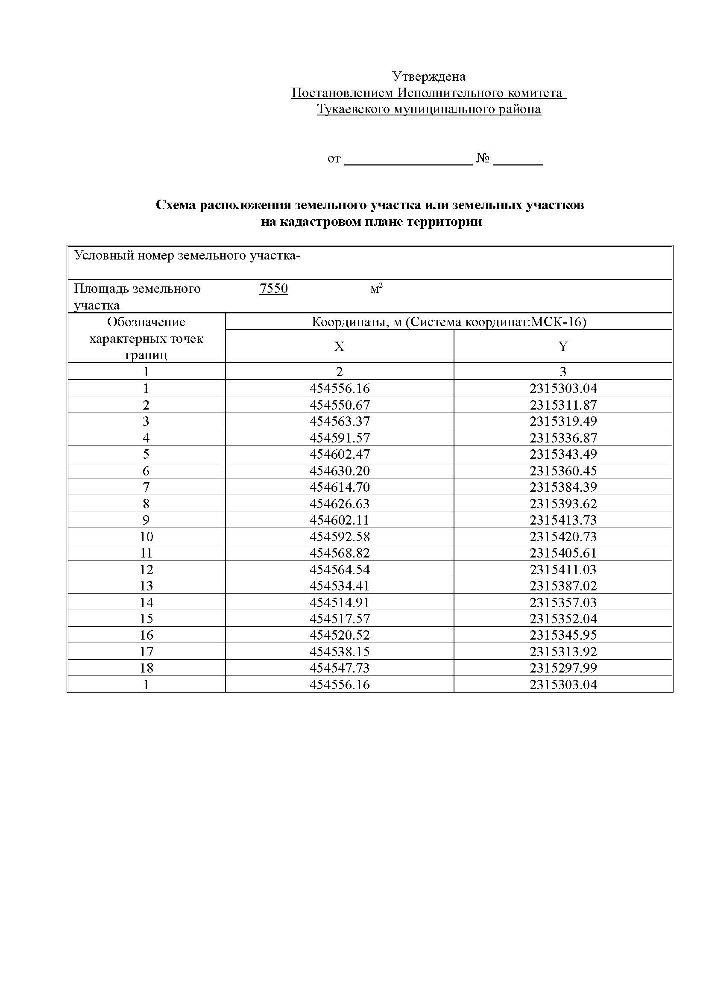 Утверждена
Постановлением Исполнительного комитета
Тукаевского муниципального района
от __________________ № _______
Схема расположения земельного участка или земельных участков
на кадастровом плане территории
Условный номер земельного участка-
Площадь земельного 7550 м²
участка
Обозначение Координаты, м (Система координат:МСК-16)
характерных точек X Y
границ
1 2 3
1 454556.16 2315303.04
2 454550.67 2315311.87
3 454563.37 2315319.49
4 454591.57 2315336.87
5 454602.47 2315343.49
6 454630.20 2315360.45
7 454614.70 2315384.39
8 454626.63 2315393.62
9 454602.11 2315413.73
10 454592.58 2315420.73
11 454568.82 2315405.61
12 454564.54 2315411.03
13 454534.41 2315387.02
14 454514.91 2315357.03
15 454517.57 2315352.04
16 454520.52 2315345.95
17 454538.15 2315313.92
18 454547.73 2315297.99
1 454556.16 2315303.04